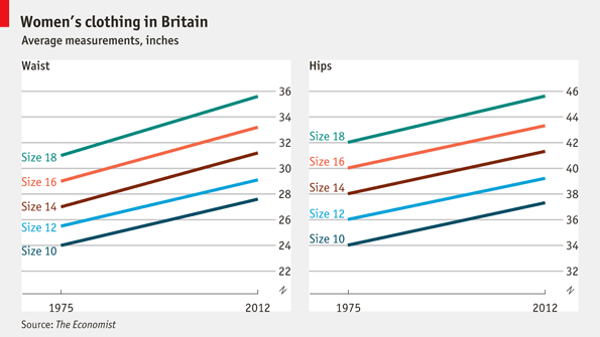 Women's clothing in Britain
Average measurements, inches
Waist
36
34
32
30
28
26
24
22
Size 18
Size 16
Size 14
Size 12
Size 10
1975
2012
Hips
46
44
42
40
38
36
34
32
Size 18
Size 16
Size 14
Size 12
Size 10
1975
2012
Source: The Economist